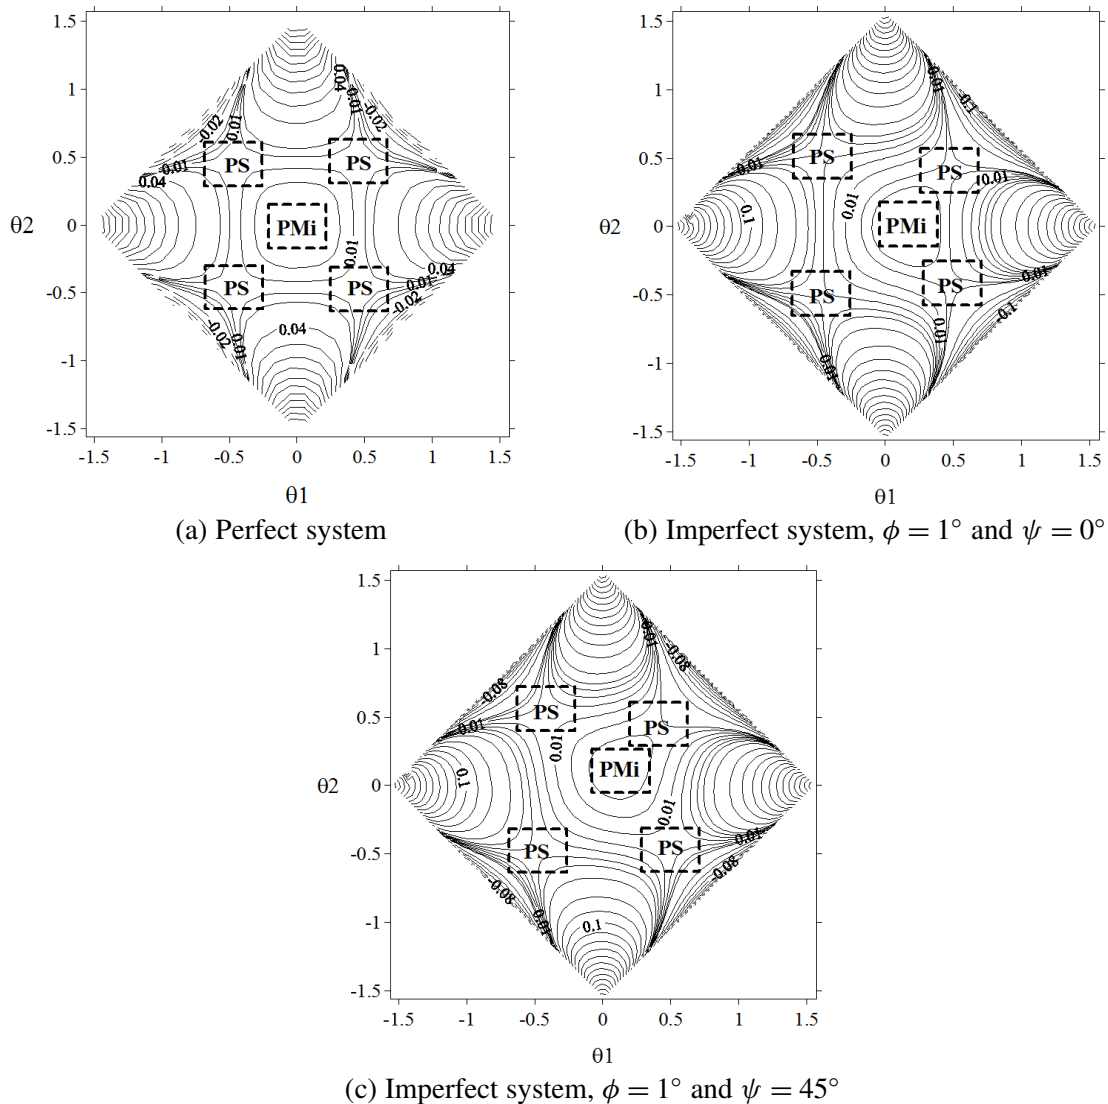 1.5
1
0.5
0
-0.5
-1
-1.5
θ2
-1.5 -1 -0.5 0 0.5 1 1.5
θ1
0.04
0.01
-0.02
-0.02
0.01
0.01
0.04
PS
PS
PMi
0.01
PS
PS
0.04
0.01
-0.02
-0.02
0.01
0.04
(a) Perfect system
1.5
1
0.5
0
-0.5
-1
-1.5
θ2
-1.5 -1 -0.5 0 0.5 1 1.5
θ1
0.01
-0.1
0.01
PS
PS
0.01
0.1
0.01
PMi
PS
PS
0.01
-0.1
0.01
0.01
(b) Imperfect system, ϕ = 1° and ψ = 0°
1.5
1
0.5
0
-0.5
-1
-1.5
θ2
-1.5 -1 -0.5 0 0.5 1 1.5
θ1
0.01
-0.08
-0.08
0.01
PS
PS
0.01
0.1
PMi
0.01
PS
PS
0.01
-0.08
-0.08
0.01
0.1
(c) Imperfect system, ϕ = 1° and ψ = 45°